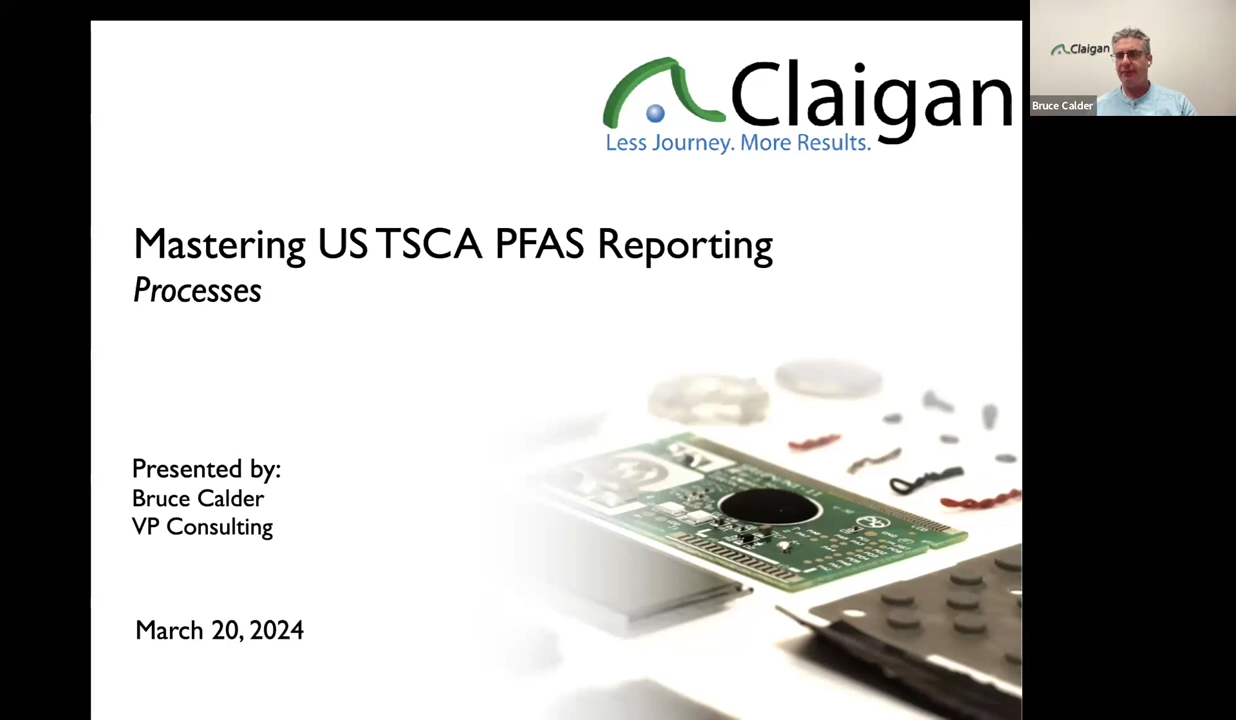 Claigan
Less Journey. More Results.
Mastering US TSCA PFAS Reporting
Processes
Presented by:
Bruce Calder
VP Consulting
March 20, 2024
Claigan
Bruce Calder